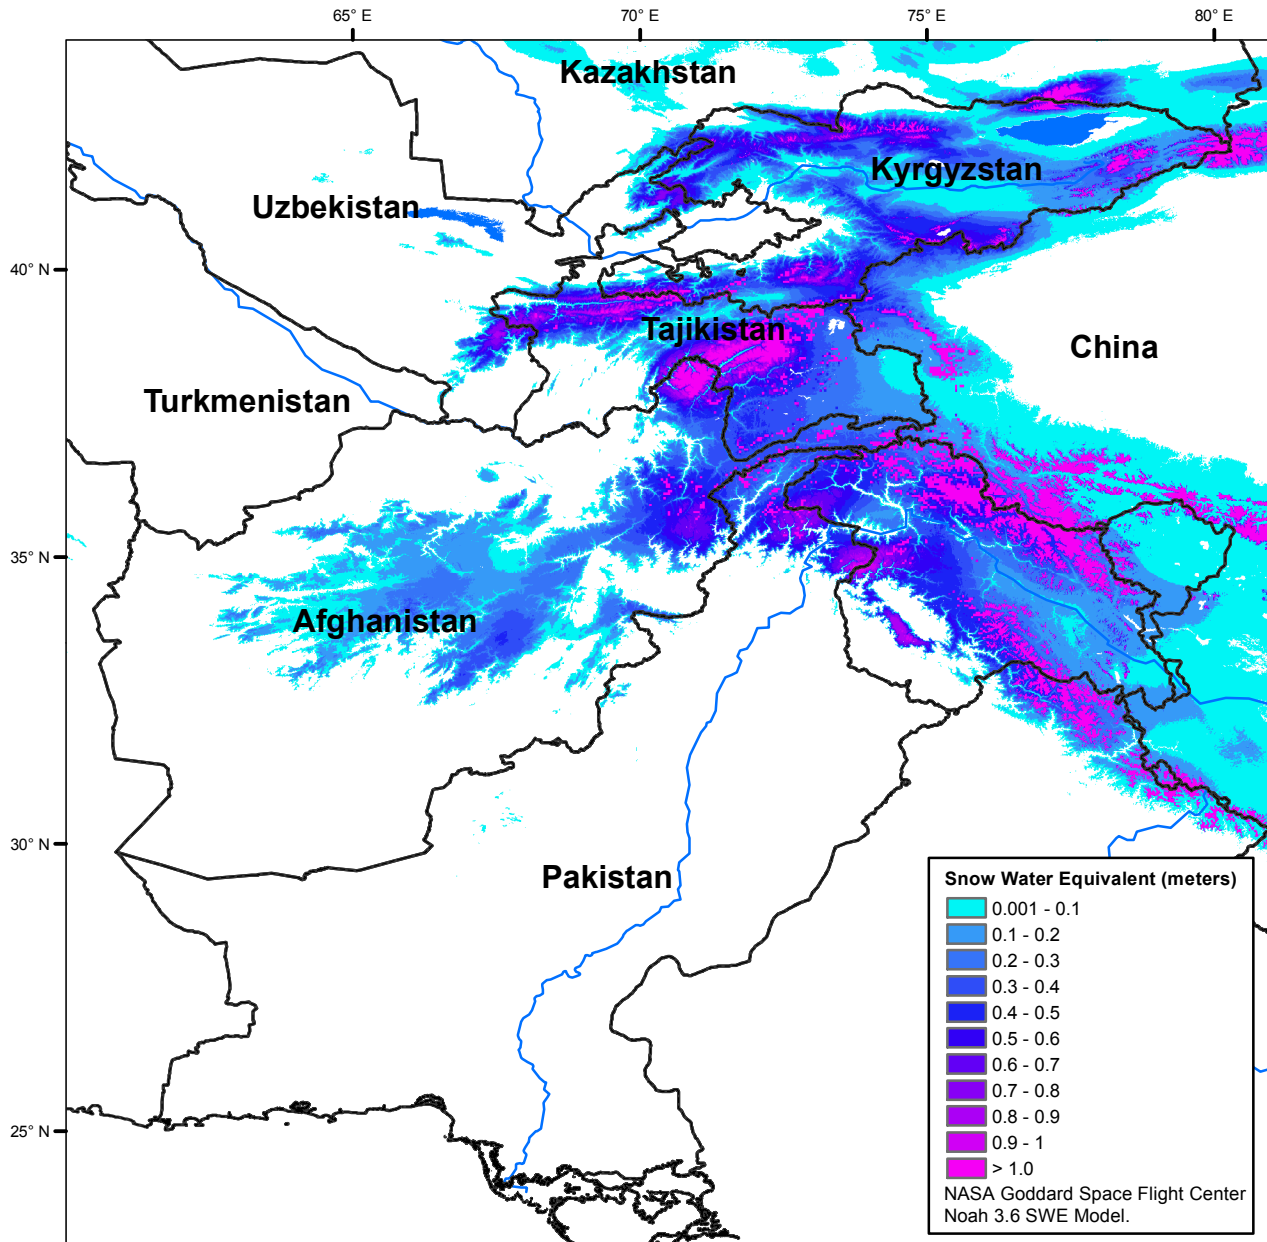 65° E
70° E
75° E
80° E
Kazakhstan
Kyrgyzstan
Uzbekistan
40° N
Tajikistan
China
Turkmenistan
35° N
Afghanistan
30° N
Pakistan
25° N
Snow Water Equivalent (meters)
0.001 - 0.1
0.1 - 0.2
0.2 - 0.3
0.3 - 0.4
0.4 - 0.5
0.5 - 0.6
0.6 - 0.7
0.7 - 0.8
0.8 - 0.9
0.9 - 1
> 1.0
NASA Goddard Space Flight Center
Noah 3.6 SWE Model.